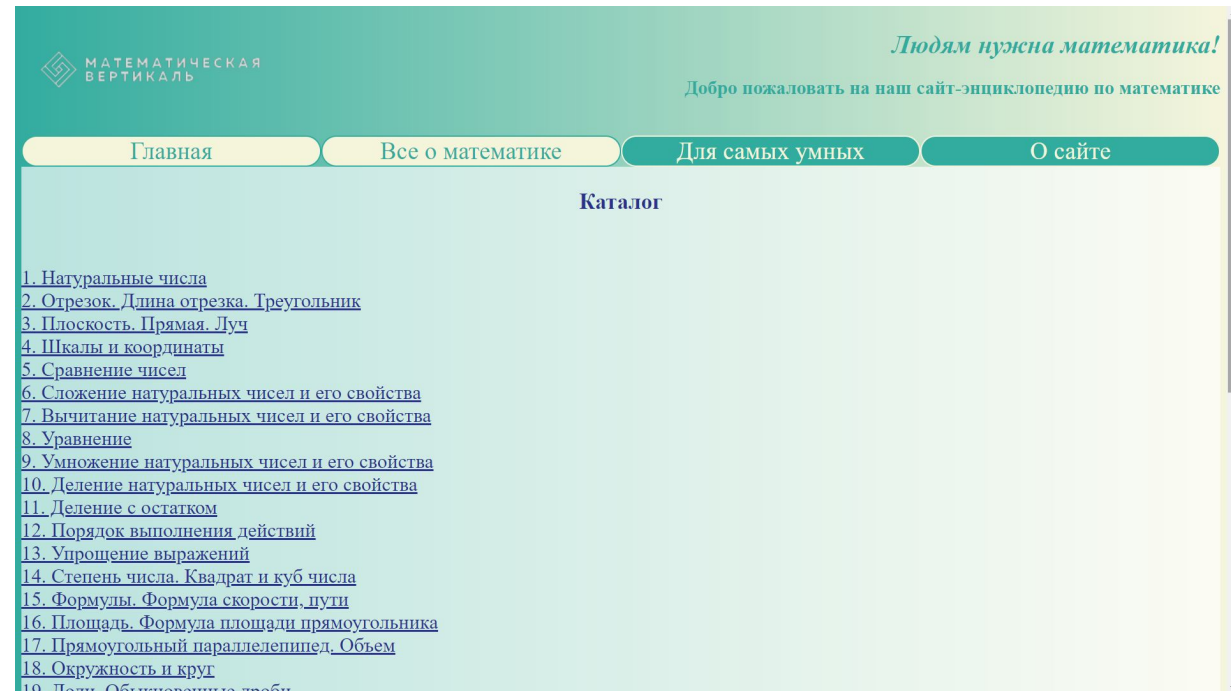 МАТЕМАТИЧЕСКАЯ
ВЕРТИКАЛЬ
Людям нужна математика!
Добро пожаловать на наш сайт-энциклопедию по математике
Главная Все о математике Для самых умных О сайте
Каталог
1. Натуральные числа
2. Отрезок. Длина отрезка. Треугольник
3. Плоскость. Прямая. Луч
4. Шкалы и координаты
5. Сравнение чисел
6. Сложение натуральных чисел и его свойства
7. Вычитание натуральных чисел и его свойства
8. Уравнение
9. Умножение натуральных чисел и его свойства
10. Деление натуральных чисел и его свойства
11. Деление с остатком
12. Порядок выполнения действий
13. Упрощение выражений
14. Степень числа. Квадрат и куб числа
15. Формулы. Формула скорости, пути
16. Площадь. Формула площади прямоугольника
17. Прямоугольный параллелепипед. Объем
18. Окружность и круг
19. Доли. Обыкновенные дроби